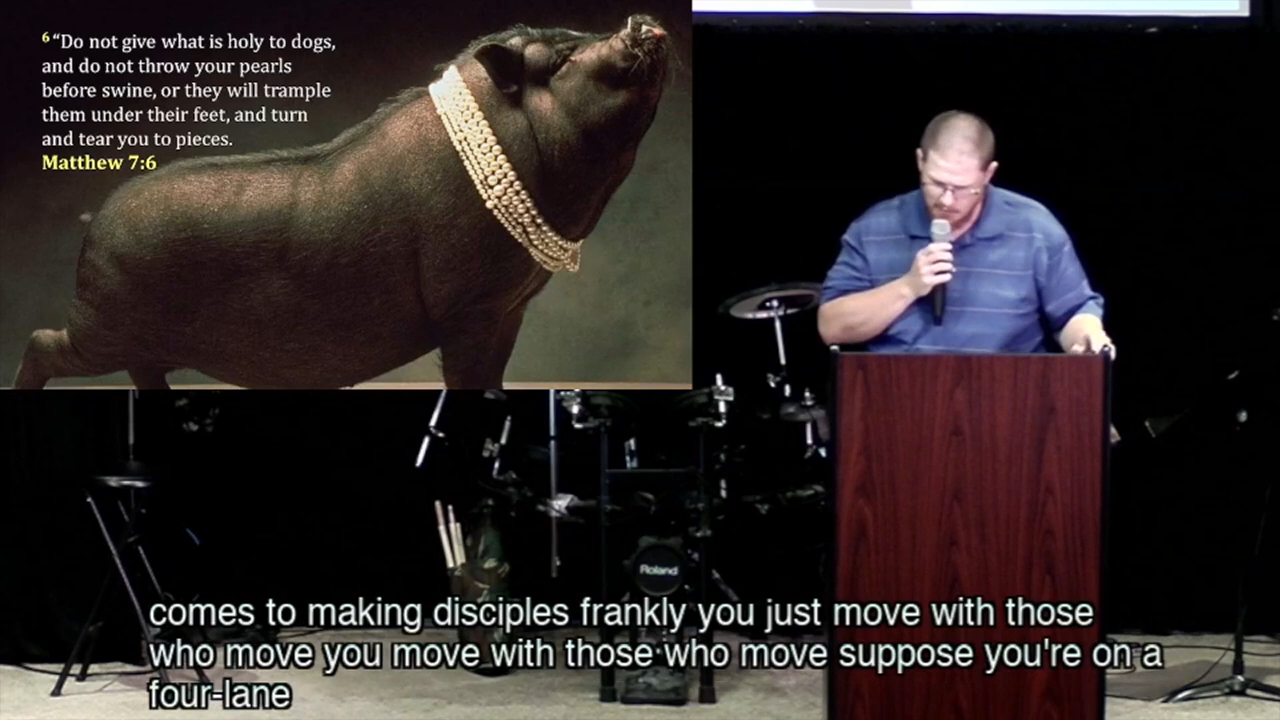 6 “Do not give what is holy to dogs,
and do not throw your pearls
before swine, or they will trample
them under their feet, and turn
and tear you to pieces.
Matthew 7:6
Roland
comes to making disciples frankly you just move with those
who move you move with those who move suppose you're on a
four-lane